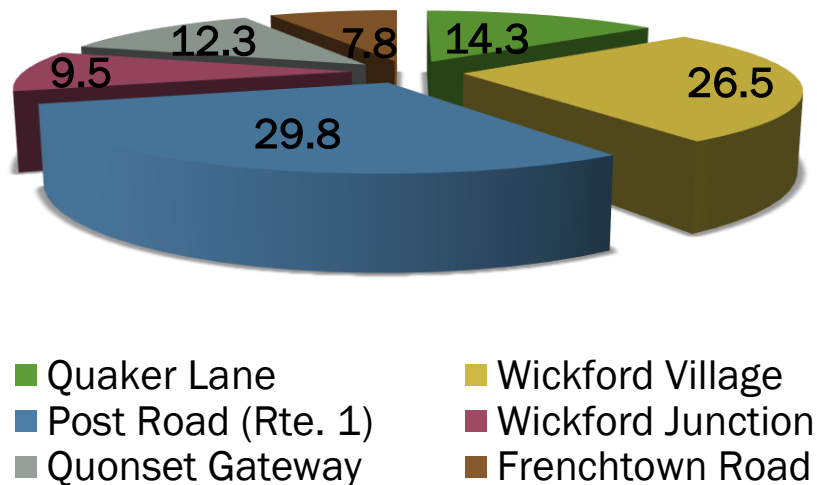 12.3
7.8
14.3
9.5
26.5
29.8
Quaker Lane
Wickford Village
Post Road (Rte. 1)
Wickford Junction
Quonset Gateway
Frenchtown Road